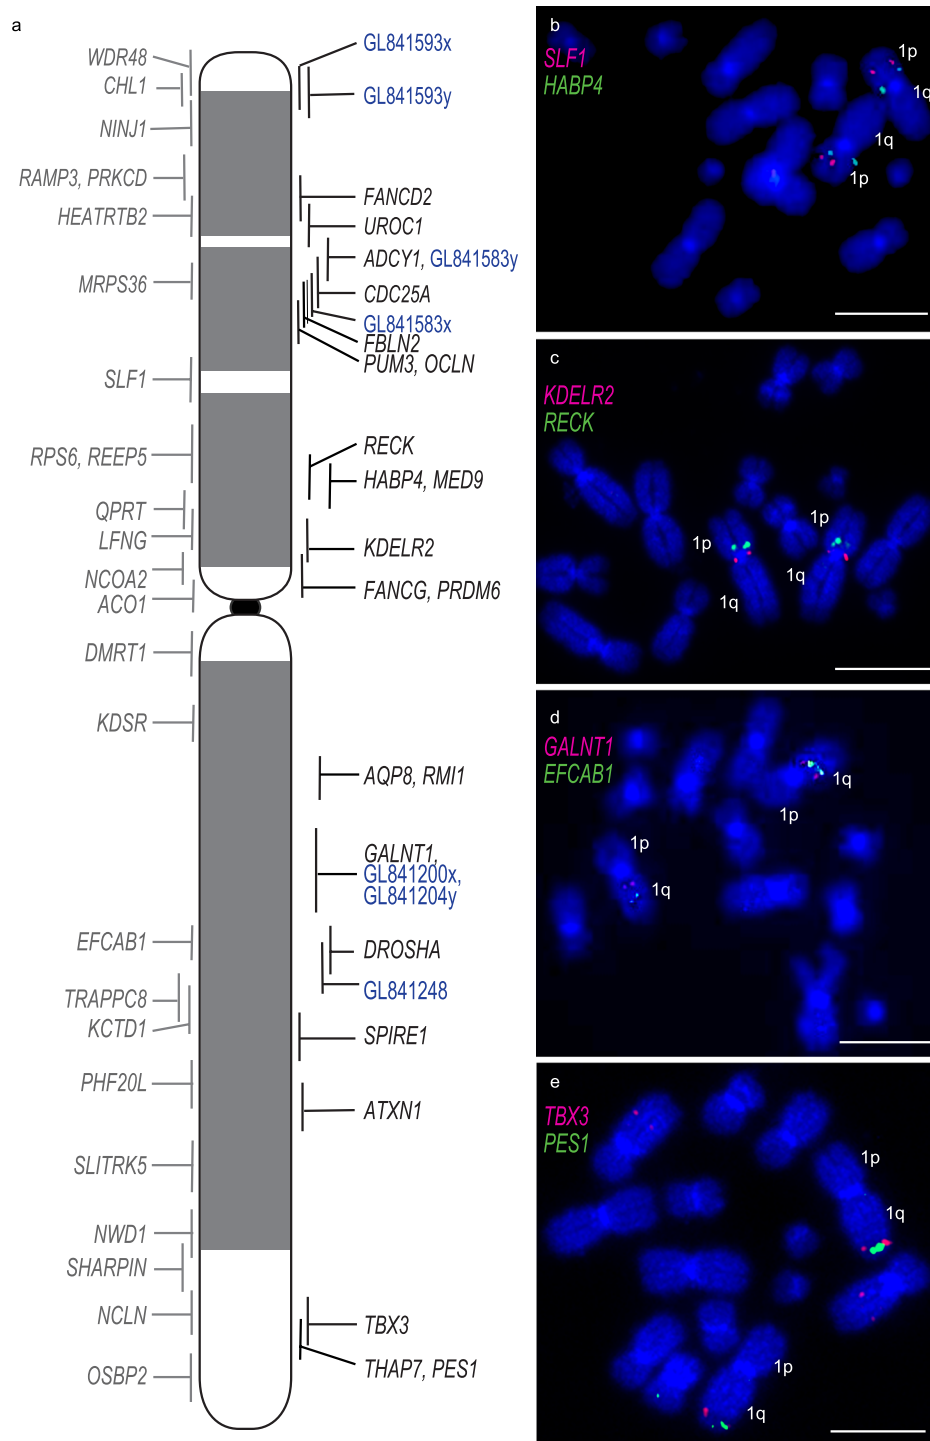 a
WDR48
CHL1
NINJ1
RAMP3, PRKCD
HEATRTB2
MRPS36
SLF1
RPS6, REEP5
QPRT
LFNG
NCOA2
ACO1
DMRT1
KDSR
EFCAB1
TRAPPC8
KCTD1
PHF20L
SLITRK5
NWD1
SHARPIN
NCLN
OSBP2
GL841593x
GL841593y
FANCD2
UROC1
ADCY1, GL841583y
CDC25A
GL841583x
FBLN2
PUM3, OCLN
RECK
HABP4, MED9
KDELR2
FANCG, PRDM6
AQP8, RMI1
GALNT1,
GL841200x,
GL841204y
DROSHA
GL841248
SPIRE1
ATXN1
TBX3
THAP7, PES1
b
SLF1
HABP4
1p
1q
1q
1p
c
KDELR2
RECK
1p
1p
1q
1q
d
GALNT1
EFCAB1
1q
1p
1p
1q
e
TBX3
PES1
1p
1q
1p
1q